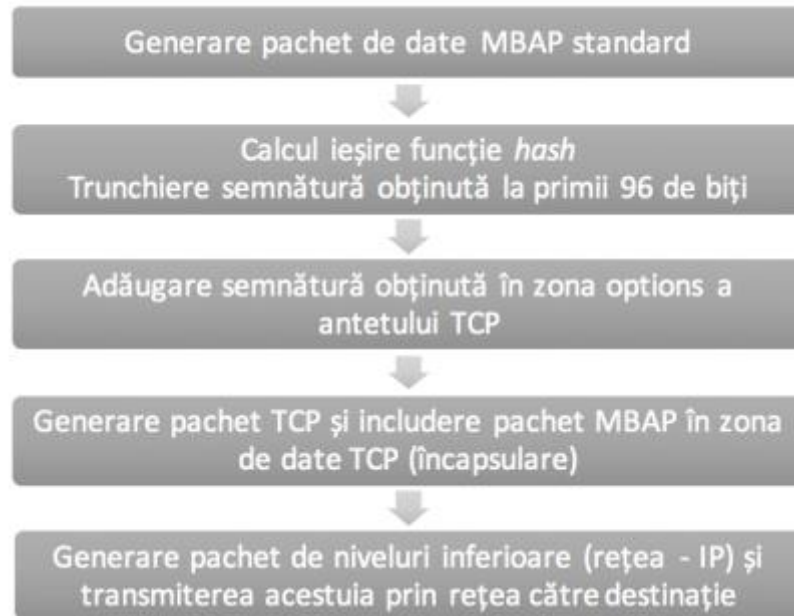 Generare pachet de date MBAP standard
Calcul ieșire funcție hash
Trunchiere semnătură obținută la primii 96 de biți
Adăugare semnătură obținută în zona options a
antetului TCP
Generare pachet TCP și includere pachet MBAP în zona
de date TCP (încapsulare)
Generare pachet de niveluri inferioare (rețea - IP) și
transmiterea acestuia prin rețea către destinație